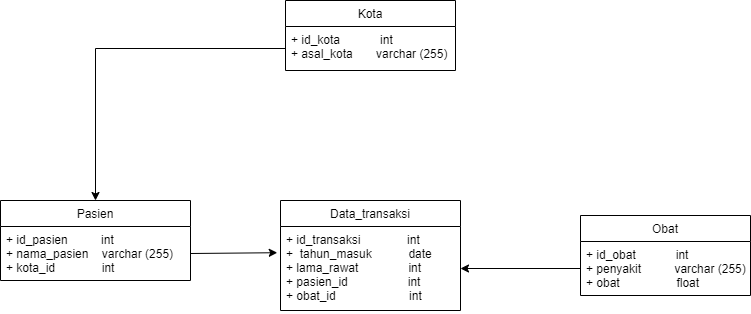 Kota
+ id_kota int
+ asal_kota varchar (255)
Pasien
+ id_pasien int
+ nama_pasien varchar (255)
+ kota_id int
Data_transaksi
+ id_transaksi int
+ tahun_masuk date
+ lama_rawat int
+ pasien_id int
+ obat_id int
Obat
+ id_obat int
+ penyakit varchar (255)
+ obat float